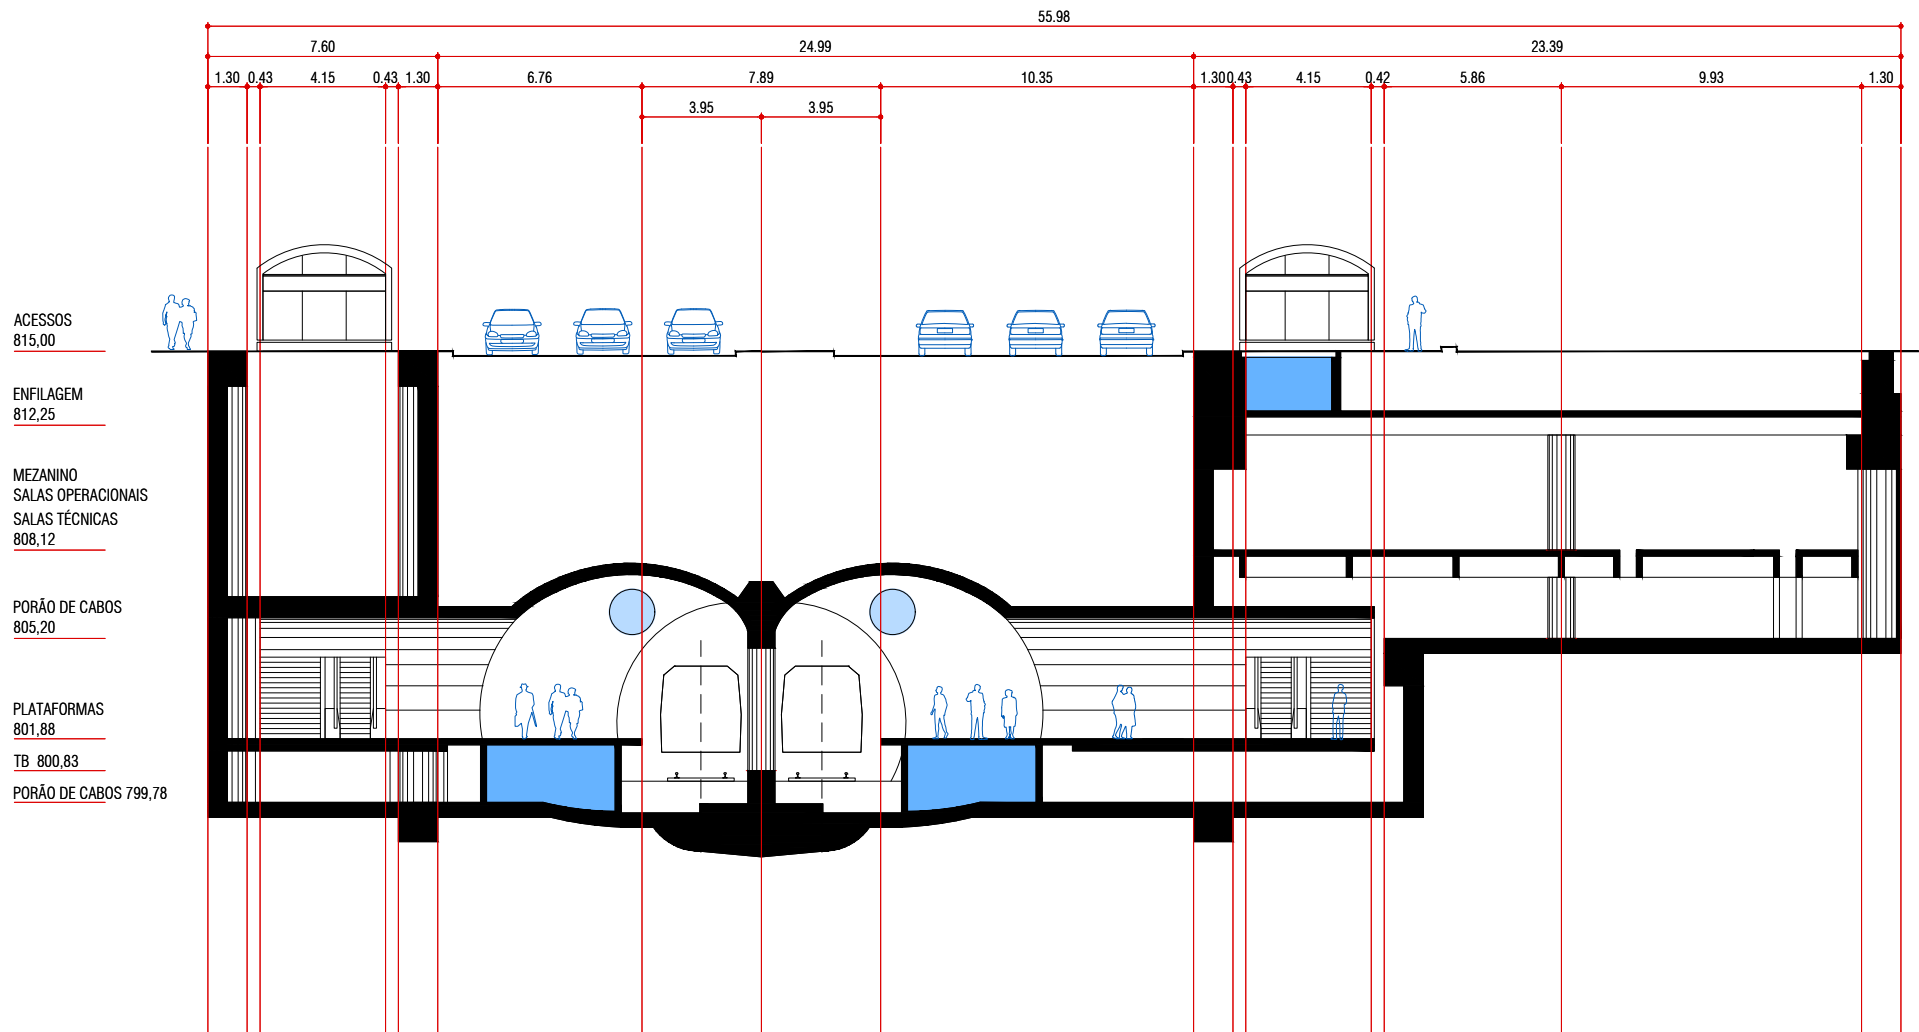 55.98
7.60 24.99 23.39
1.30 0.43 4.15 0.43 1.30 6.76 7.89 10.35 1.30 0.43 4.15 0.42 5.86 9.93 1.30
3.95 3.95
ACESSOS
815,00
ENFILAGEM
812,25
MEZANINO
SALAS OPERACIONAIS
SALAS TÉCNICAS
808,12
PORÃO DE CABOS
805,20
PLATAFORMAS
801,88
TB 800,83
PORÃO DE CABOS 799,78